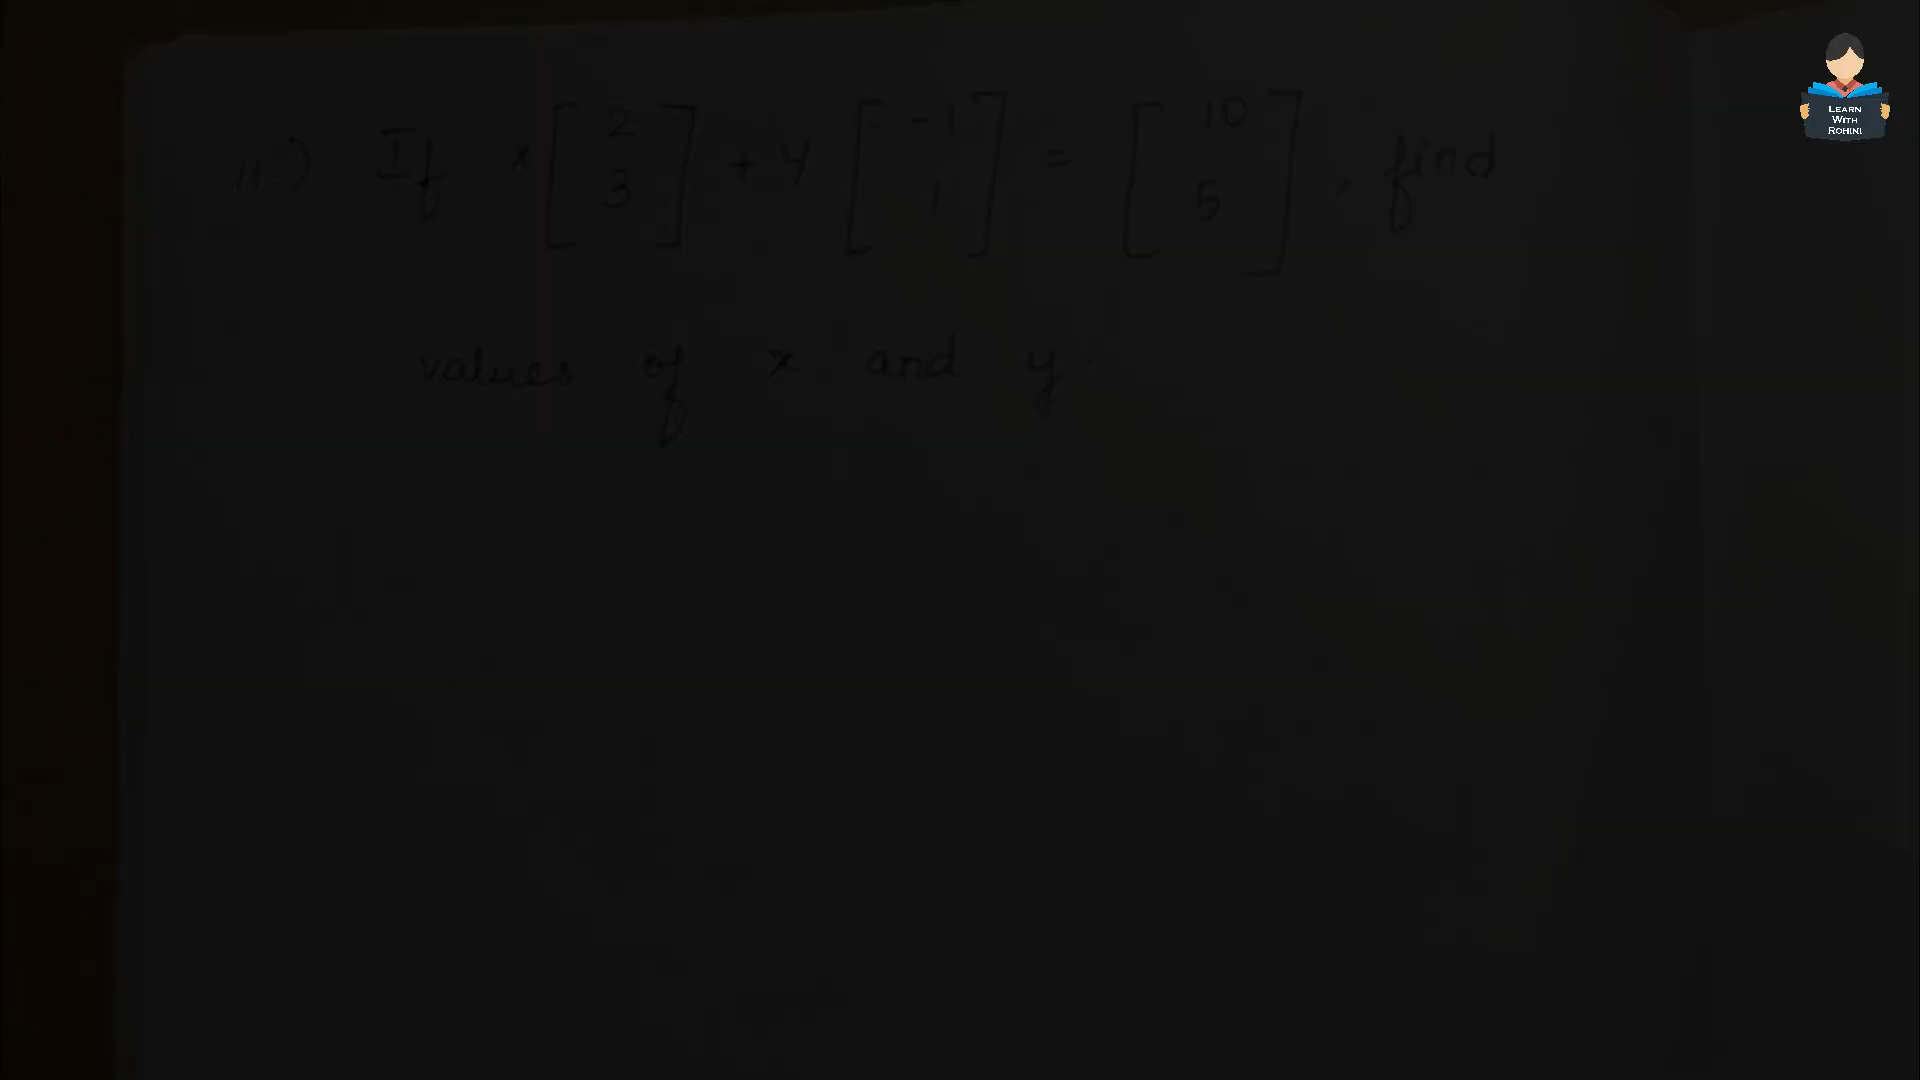 11.) If x [ 2 3 ] + y [ -1 1 ] = [ 10 5 ], find
values of x and y.
LEARN
WITH
ROHINI